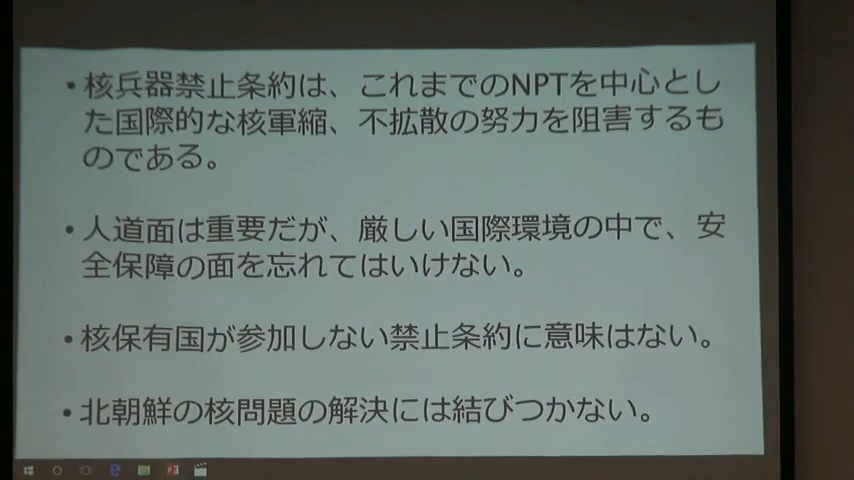 • 核兵器禁止条約は、これまでのNPTを中心とし
た国際的な核軍縮、不拡散の努力を阻害するも
のである。
• 人道面は重要だが、厳しい国際環境の中で、安
全保障の面を忘れてはいけない。
• 核保有国が参加しない禁止条約に意味はない。
• 北朝鮮の核問題の解決には結びつかない。